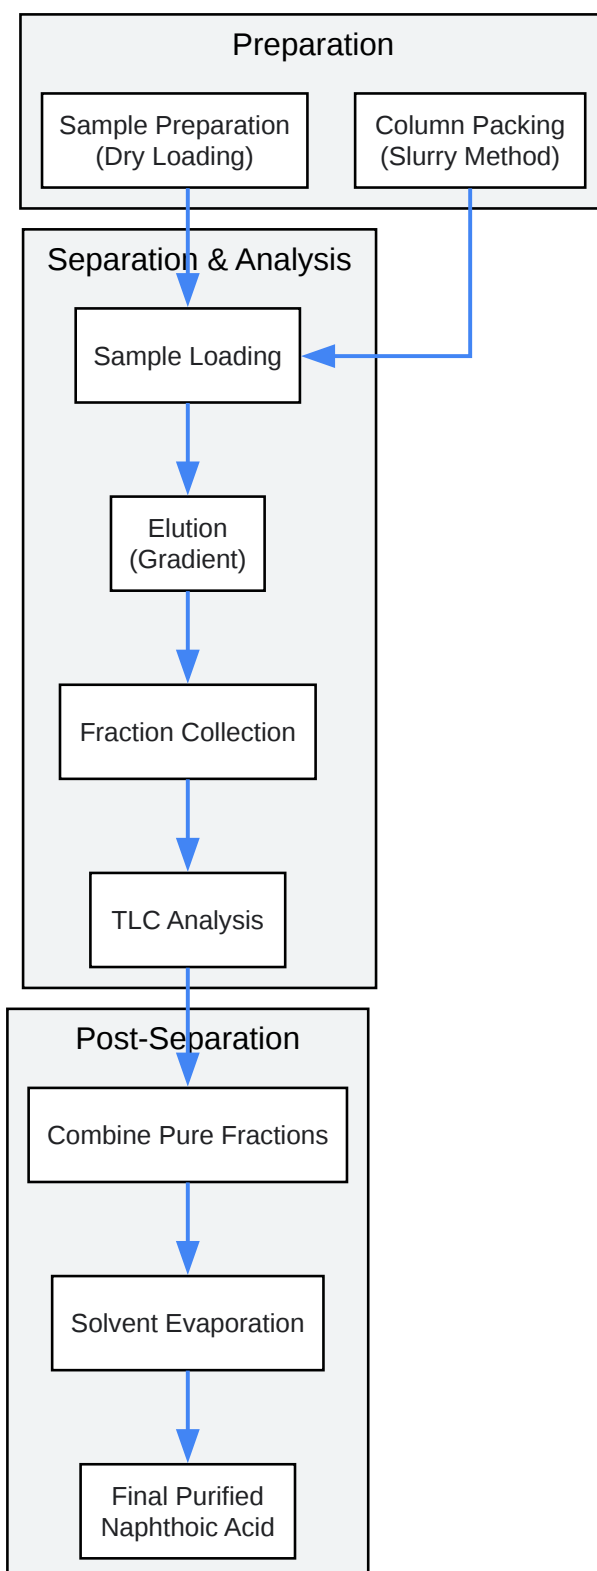 Preparation
Sample Preparation
(Dry Loading)
Column Packing
(Slurry Method)
Separation & Analysis
Sample Loading
Elution
(Gradient)
Fraction Collection
TLC Analysis
Post-Separation
Combine Pure Fractions
Solvent Evaporation
Final Purified
Naphthoic Acid